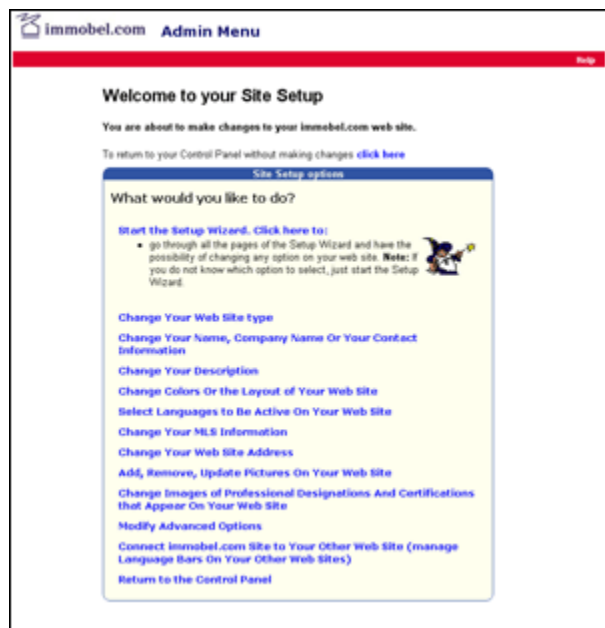 immobel.com Admin Menu
Help
Welcome to your Site Setup
You are about to make changes to your immobel.com web site.
To return to your Control Panel without making changes click here
Site Setup options
What would you like to do?
Start the Setup Wizard. Click here to:
• go through all the pages of the Setup Wizard and have the
possibility of changing any option on your web site. Note: If
you do not know which option to select, just start the Setup
Wizard.
Change Your Web Site type
Change Your Name, Company Name Or Your Contact
Information
Change Your Description
Change Colors Or the Layout of Your Web Site
Select Languages to Be Active On Your Web Site
Change Your MLS Information
Change Your Web Site Address
Add, Remove, Update Pictures On Your Web Site
Change Images of Professional Designations And Certifications
that Appear On Your Web Site
Modify Advanced Options
Connect immobel.com Site to Your Other Web Site (manage
Language Bars On Your Other Web Sites)
Return to the Control Panel